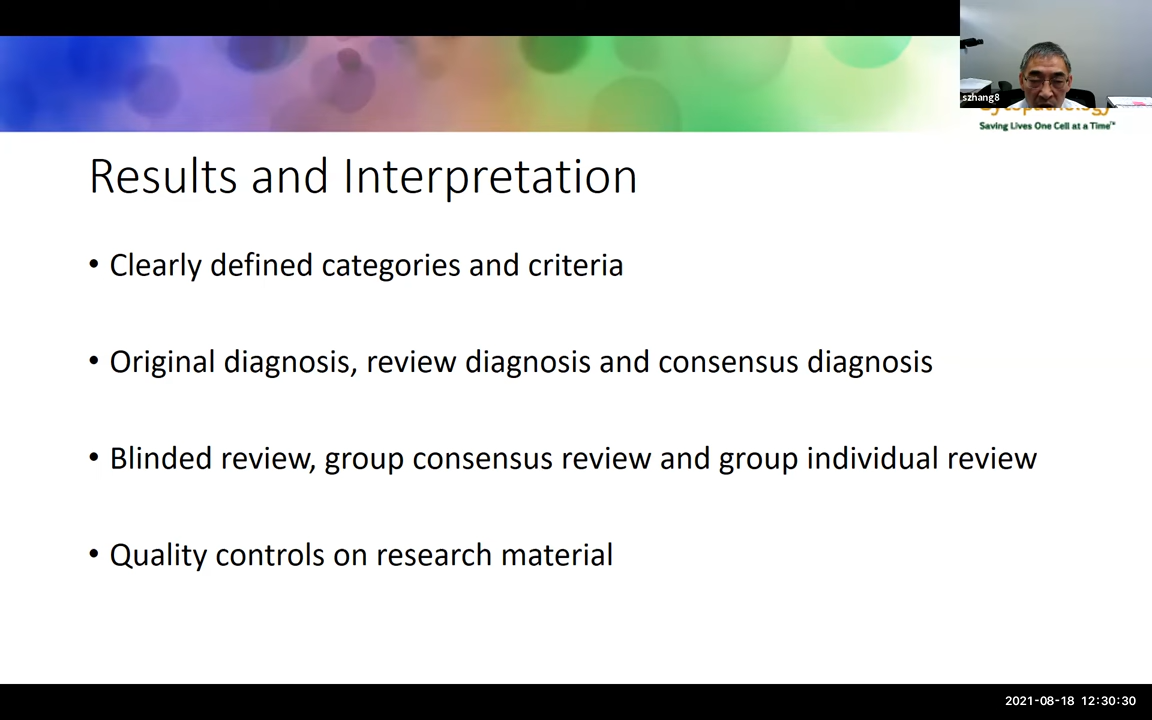 szhang8
Saving Lives One Cell at a Time™
Results and Interpretation
• Clearly defined categories and criteria
• Original diagnosis, review diagnosis and consensus diagnosis
• Blinded review, group consensus review and group individual review
• Quality controls on research material
2021-08-18 12:30:30